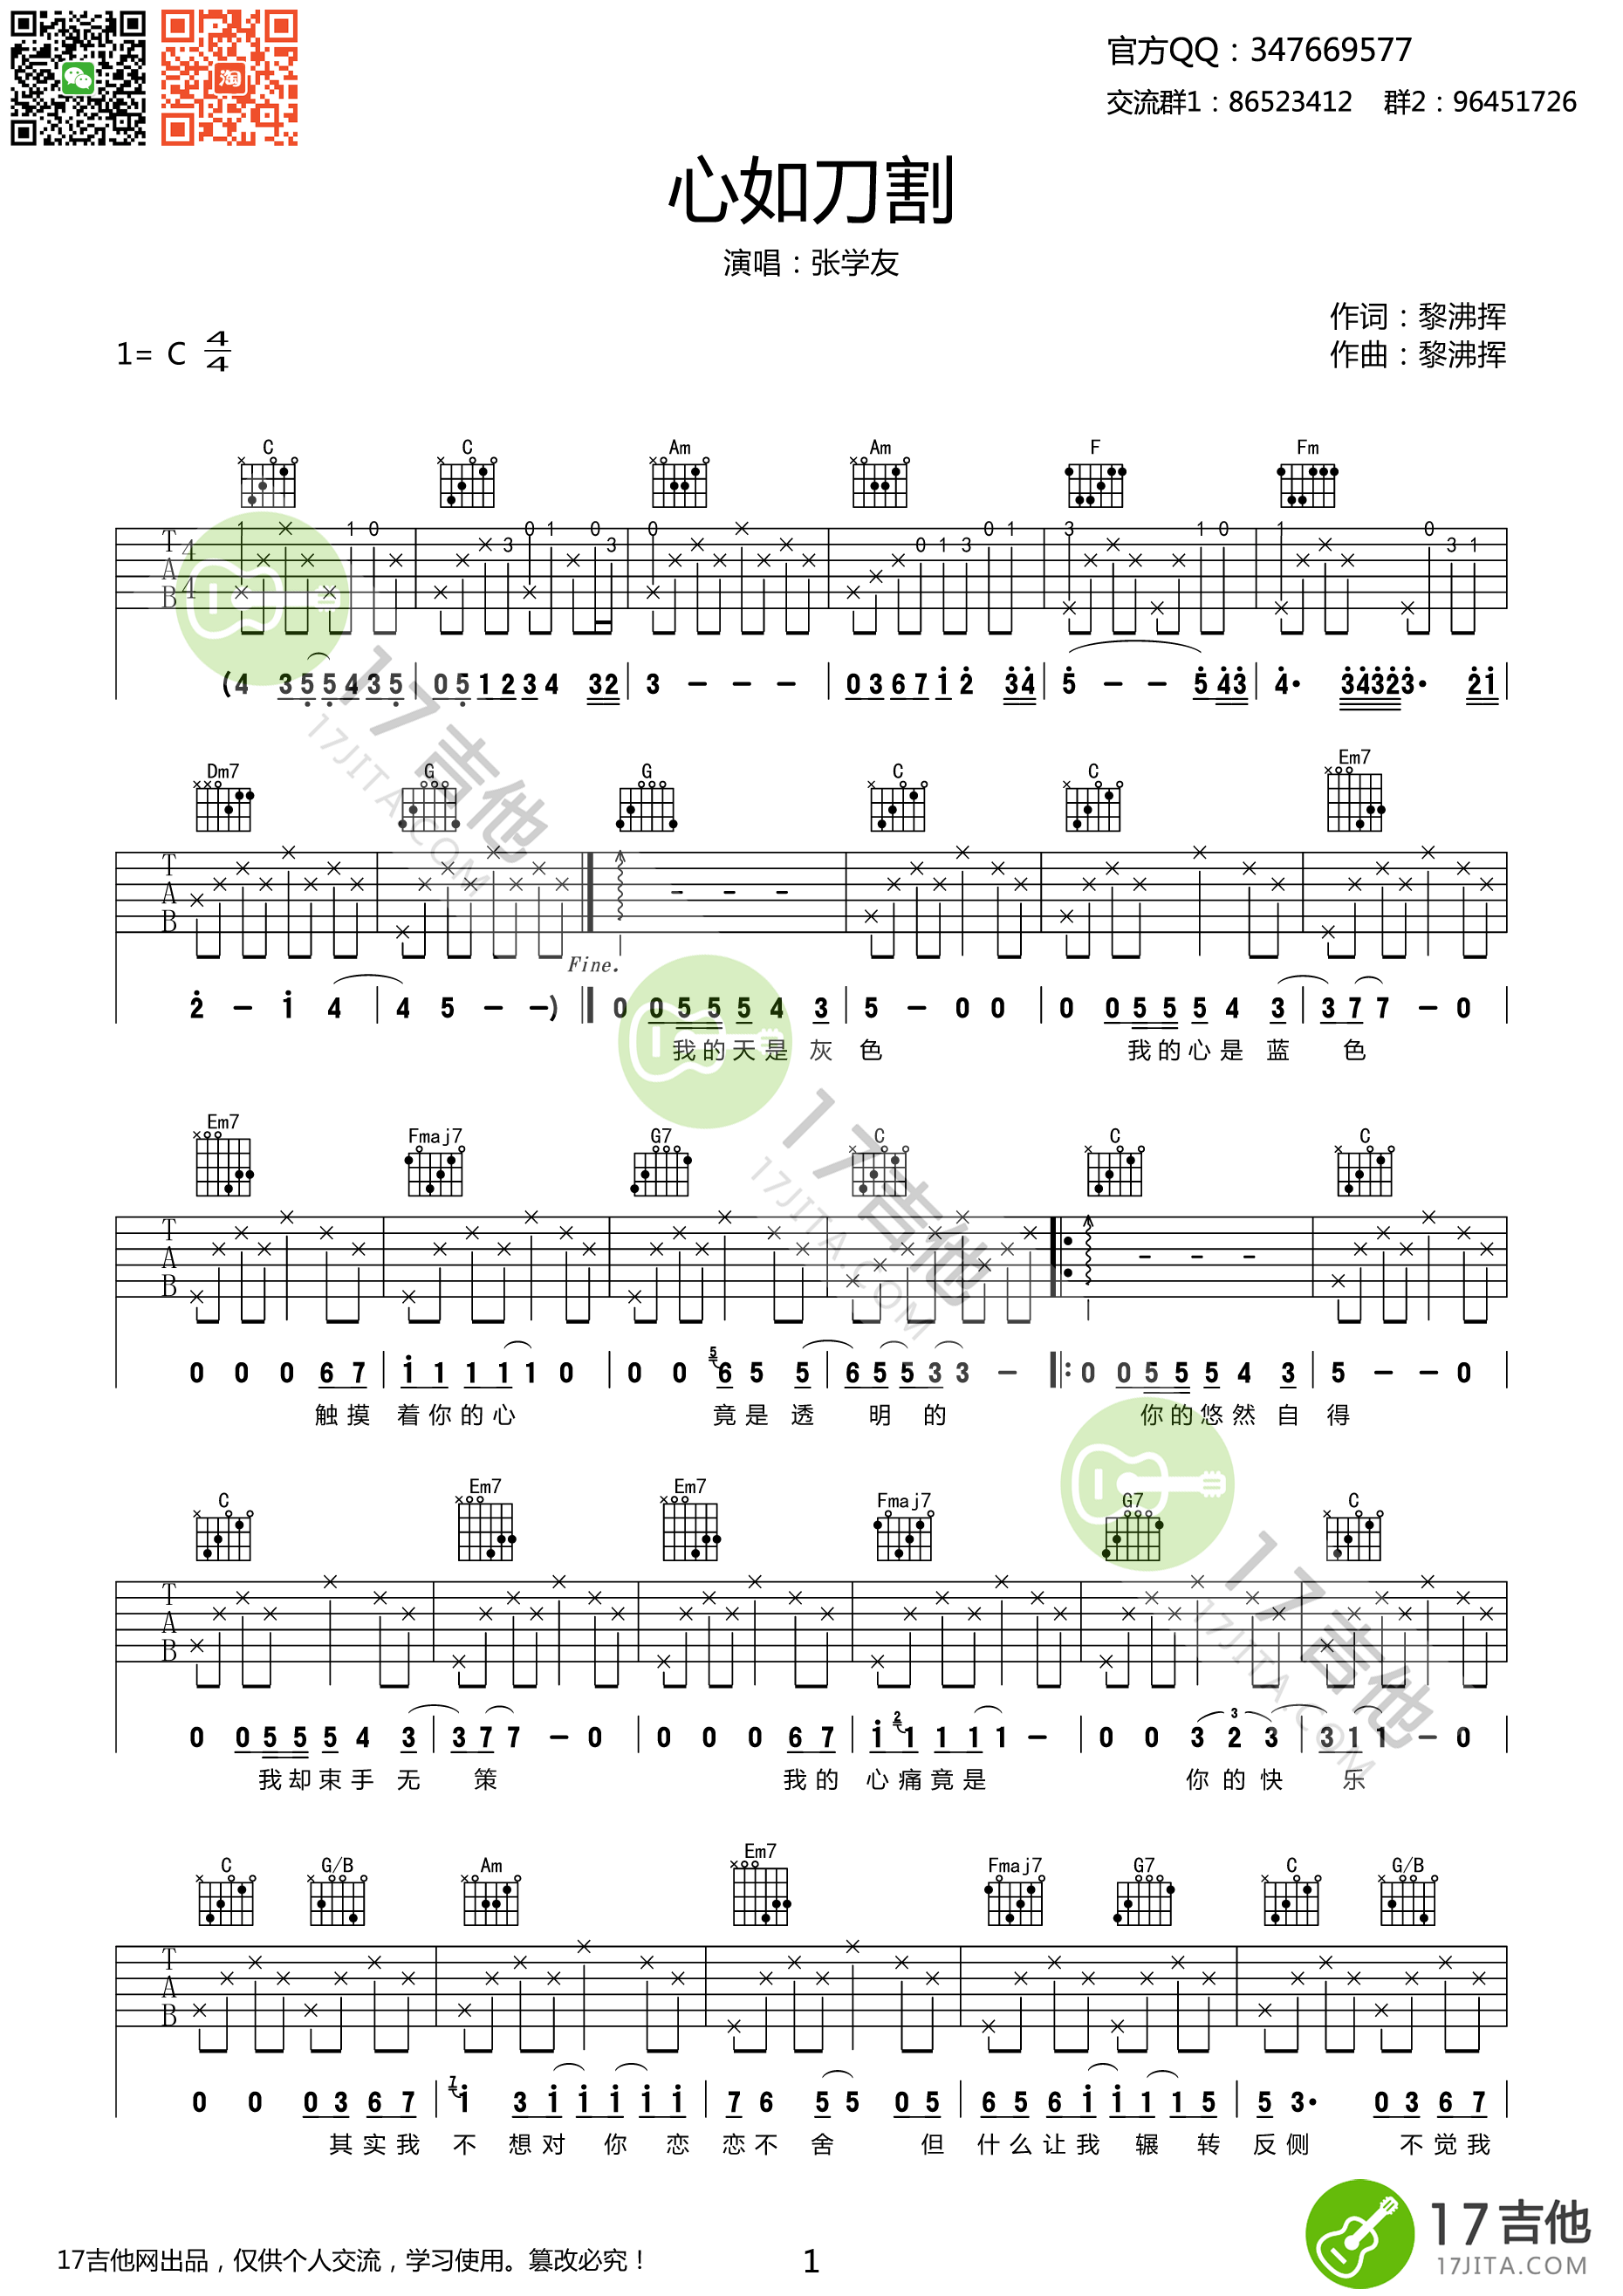 官方QQ：347669577
交流群1：86523412 群2：96451726
心如刀割
演唱：张学友
作词：黎沸挥
1= C 4/4
作曲：黎沸挥
C C Am Am F Fm
(4 3 5 5 4 3 5 | 0 5 1 2 3 4 3 2 | 3 - - - | 0 3 6 7 1 2 3 4 | 5 - - 5 4 3 | 4· 3 4 3 2 3· 2 1 |
Dm7 G G C C Em7
Fine.
2 - 1 4 | 4 5 - -) ‖ 0 0 5 5 5 4 3 | 5 - 0 0 | 0 0 5 5 5 4 3 | 3 7 7 - 0 |
我的天是灰 色 我的心是 蓝 色
Em7 Fmaj7 G7 C C C
0 0 0 6 7 | 1 1 1 1 1 0 | 0 0 5 6 5 5 | 6 5 5 3 3 - ‖: 0 0 5 5 5 4 3 | 5 - - 0 |
触摸 着你的心 竟是 透 明 的 你的悠然 自 得
C Em7 Em7 Fmaj7 G7 C
0 0 5 5 5 4 3 | 3 7 7 - 0 | 0 0 0 6 7 | 1 2 1 1 1 1 - | 0 0 3 2 3 | 3 1 1 - 0 |
我却束手 无 策 我的 心痛竟是 你的快 乐
C G/B Am Em7 Fmaj7 G7 C G/B
0 0 0 3 6 7 | 7 1 3 1 1 1 1 1 | 7 6 5 5 0 5 | 6 5 6 1 1 1 1 5 | 5 3· 0 3 6 7
其实我 不 想对 你 恋 恋不 舍 但 什么让我 辗 转 反侧 不觉我
17吉他网出品，仅供个人交流，学习使用。篡改必究！
1
17吉他
17JITA.COM